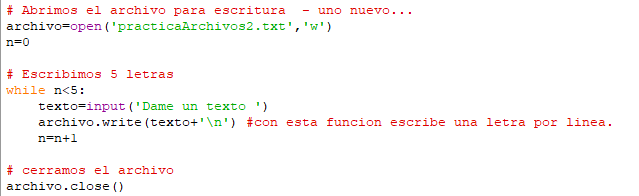 # Abrimos el archivo para escritura  - uno nuevo...
archivo=open('practicaArchivos2.txt','w')
n=0
# Escribimos 5 letras
while n<5:
    texto=input('Dame un texto ')
    archivo.write(texto+'\n') #con esta funcion escribe una letra por linea.
    n=n+1
# cerramos el archivo
archivo.close()